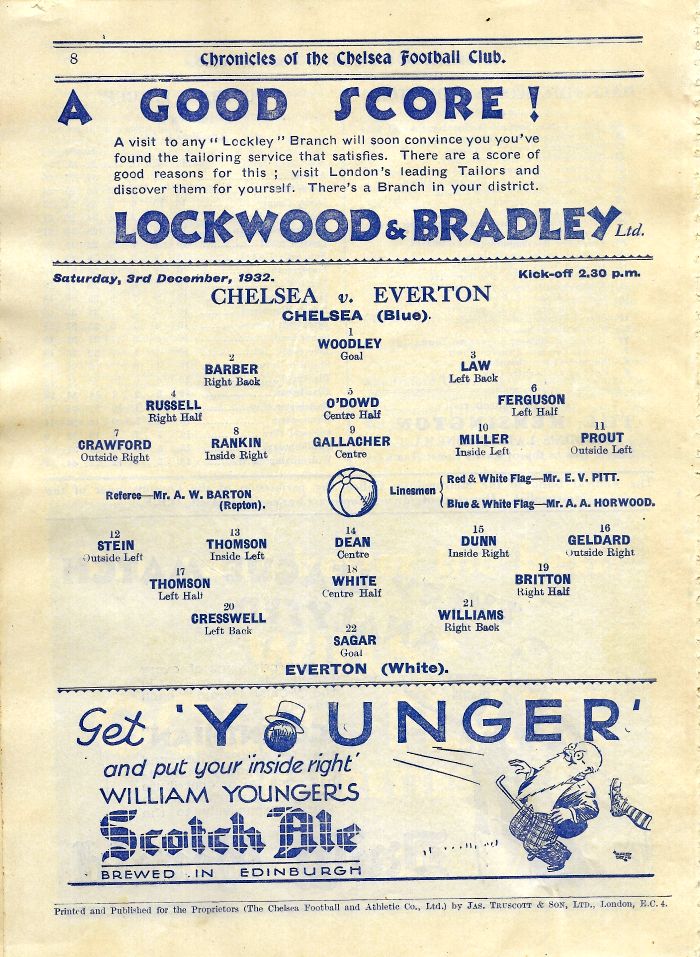 8 Chronicles of the Chelsea Football Club.
A GOOD SCORE!
A visit to any "Lockley" Branch will soon convince you you've
found the tailoring service that satisfies. There are a score of
good reasons for this ; visit London's leading Tailors and
discover them for yourself. There's a Branch in your district.
LOCKWOOD & BRADLEY Ltd.
Saturday, 3rd December, 1932. Kick-off 2.30 p.m.
CHELSEA v. EVERTON
CHELSEA (Blue).
1
WOODLEY
Goal
2 3
BARBER LAW
Right Back Left Back
4 5 6
RUSSELL O'DOWD FERGUSON
Right Half Centre Half Left Half
7 8 9 10 11
CRAWFORD RANKIN GALLACHER MILLER PROUT
Outside Right Inside Right Centre Inside Left Outside Left
Referee—Mr. A. W. BARTON
(Repton).
Linesmen
Red & White Flag—Mr. E. V. PITT.
Blue & White Flag—Mr. A. A. HORWOOD.
12 13 14 15 16
STEIN THOMSON DEAN DUNN GELDARD
Outside Left Inside Left Centre Inside Right Outside Right
17 18 19
THOMSON WHITE BRITTON
Left Half Centre Half Right Half
20 21
CRESSWELL WILLIAMS
Left Back Right Back
22
SAGAR
Goal
EVERTON (White).
Get 'YOUNGER'
and put your 'inside right'
WILLIAM YOUNGER'S
Scotch Ale
BREWED IN EDINBURGH
Printed and Published for the Proprietors (The Chelsea Football and Athletic Co., Ltd.) by JAS. TRUSCOTT & SON, LTD., London, E.C. 4.